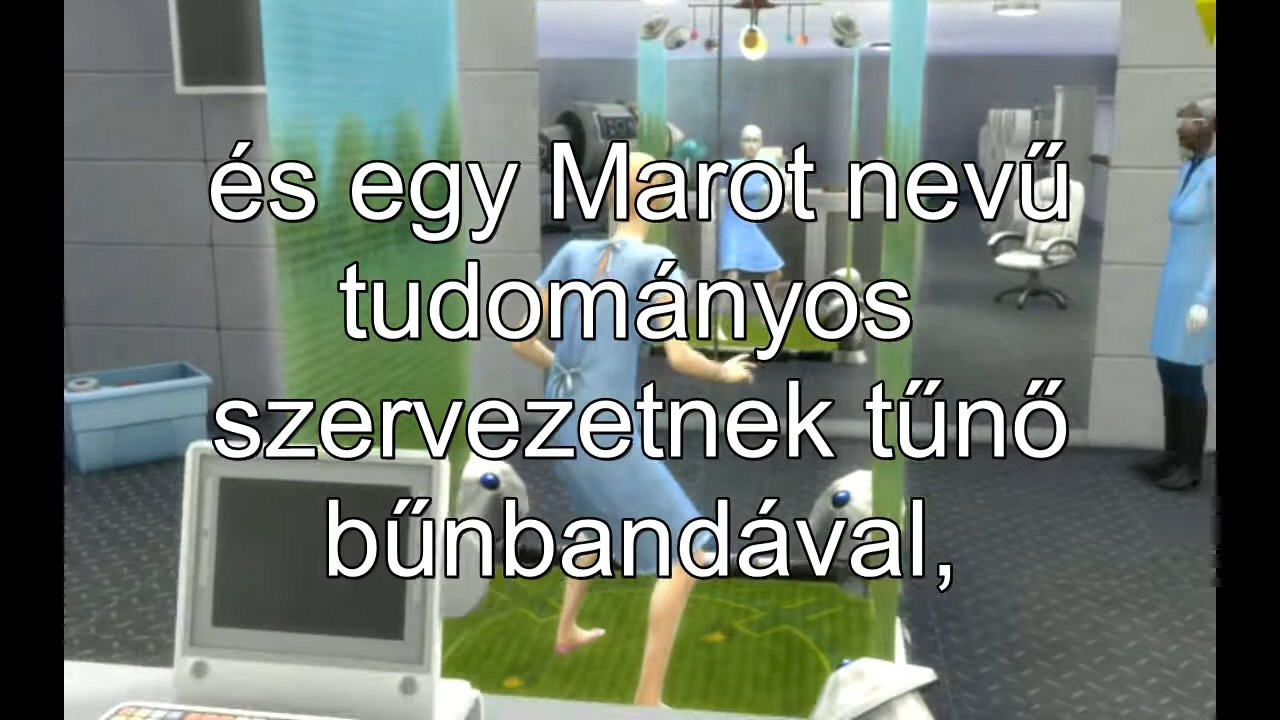 és egy Marot nevű
tudományos
szervezetnek tűnő
bűnbandával,